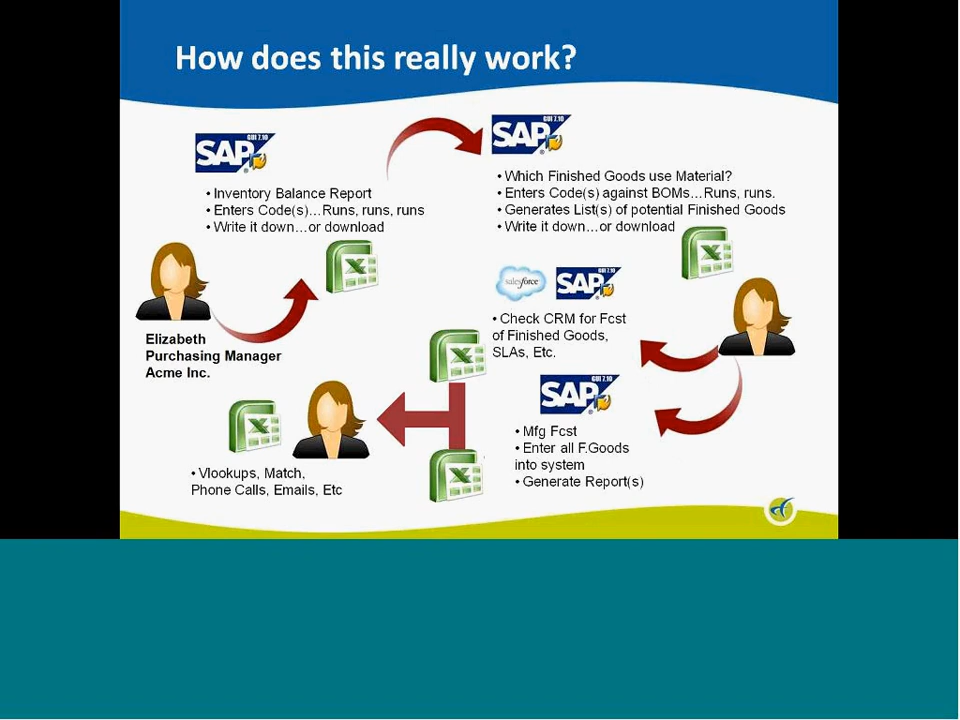 How does this really work?
SAP
GUI 7.10
• Inventory Balance Report
• Enters Code(s)...Runs, runs, runs
• Write it down...or download
Elizabeth
Purchasing Manager
Acme Inc.
SAP
GUI 7.10
• Which Finished Goods use Material?
• Enters Code(s) against BOMs...Runs, runs.
• Generates List(s) of potential Finished Goods
• Write it down...or download
salesforce
SAP
GUI 7.10
• Check CRM for Fcst
of Finished Goods,
SLAs, Etc.
SAP
GUI 7.10
• Mfg Fcst
• Enter all F.Goods
into system
• Generate Report(s)
• Vlookups, Match,
Phone Calls, Emails, Etc